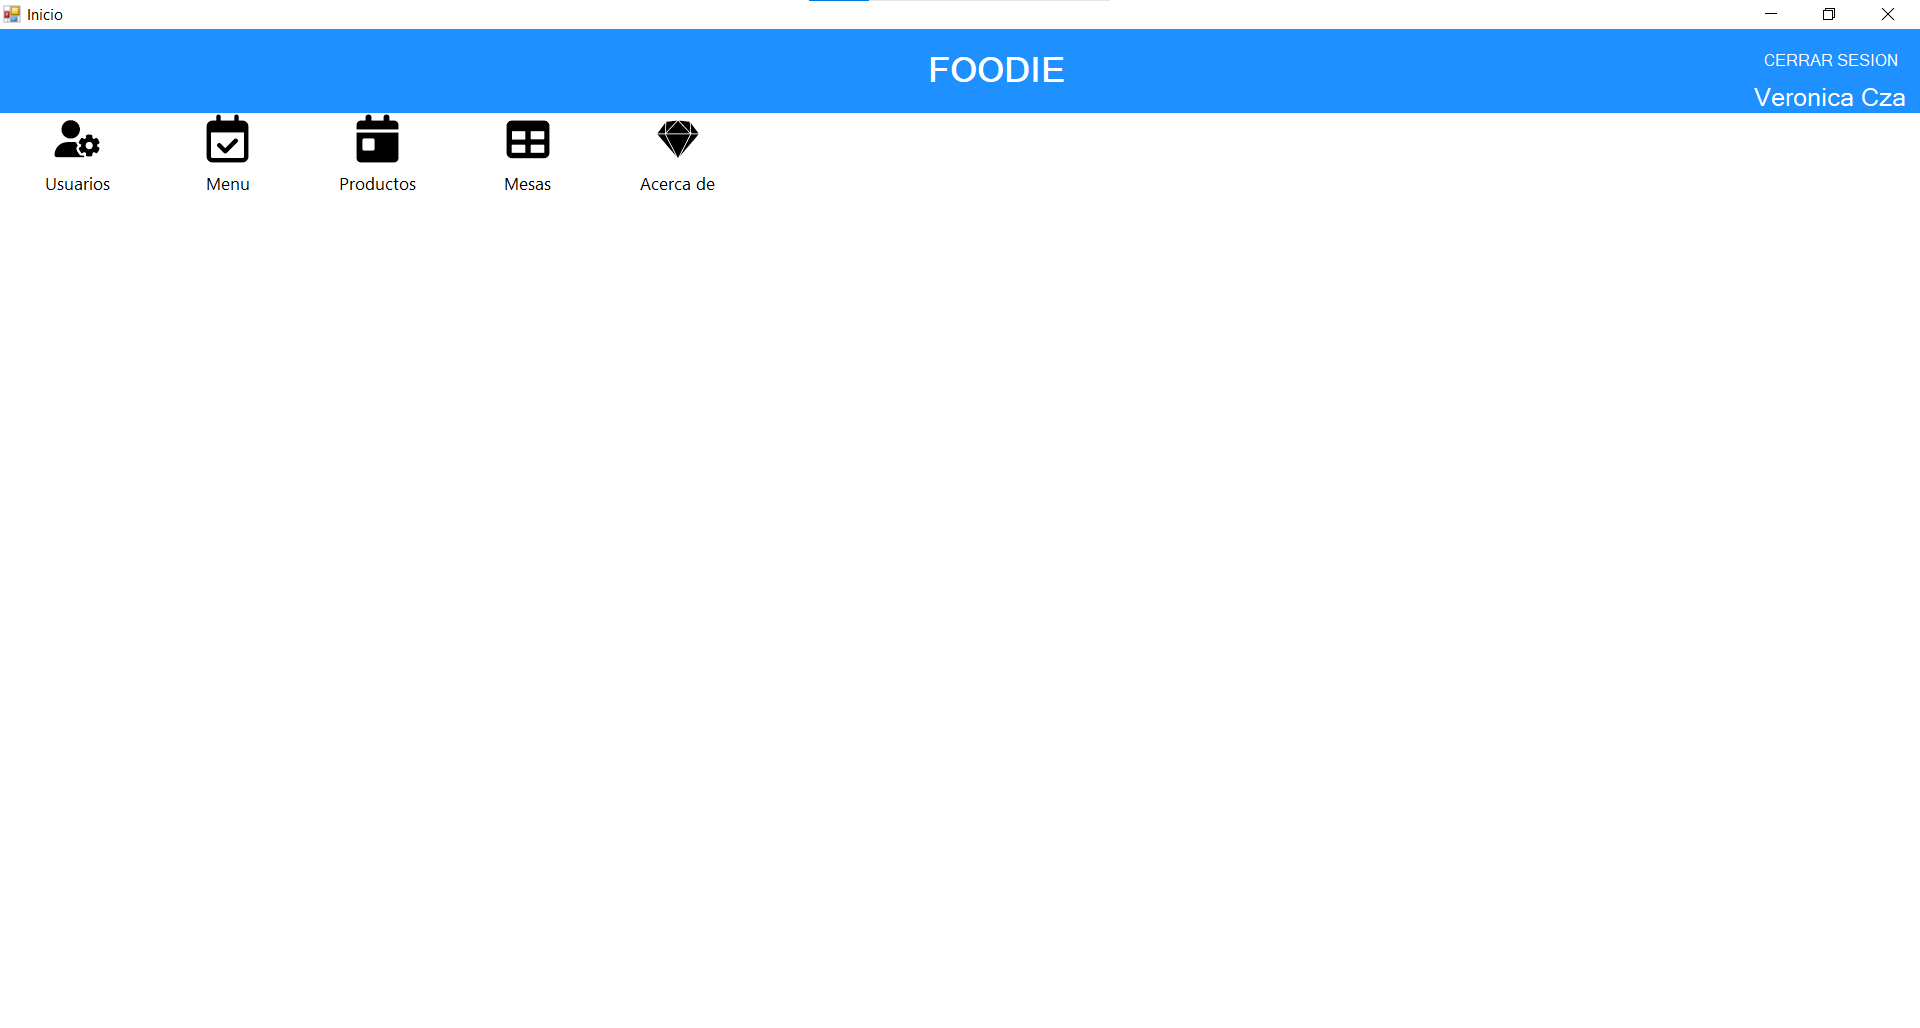 Inicio
FOODIE
CERRAR SESION
Veronica Cza
Usuarios
Menu
Productos
Mesas
Acerca de